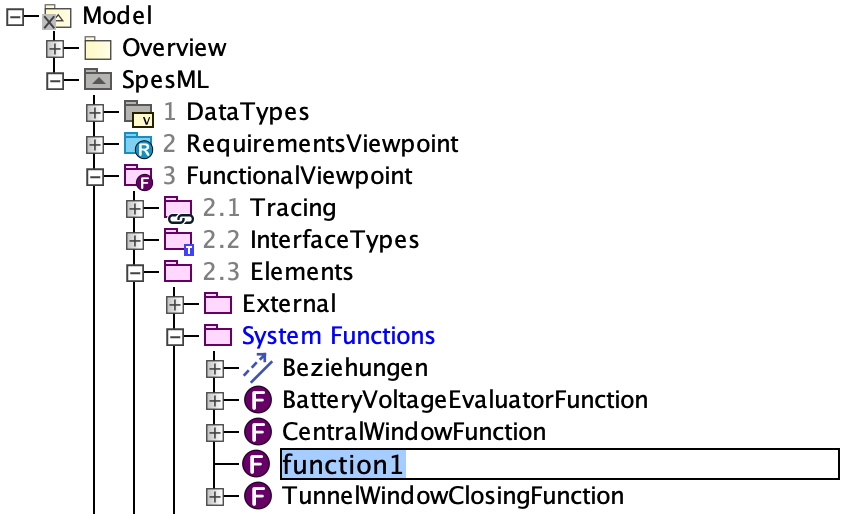 Model
Overview
SpesML
1 DataTypes
2 RequirementsViewpoint
3 FunctionalViewpoint
2.1 Tracing
2.2 InterfaceTypes
2.3 Elements
External
System Functions
Beziehungen
F BatteryVoltageEvaluatorFunction
F CentralWindowFunction
F function1
F TunnelWindowClosingFunction